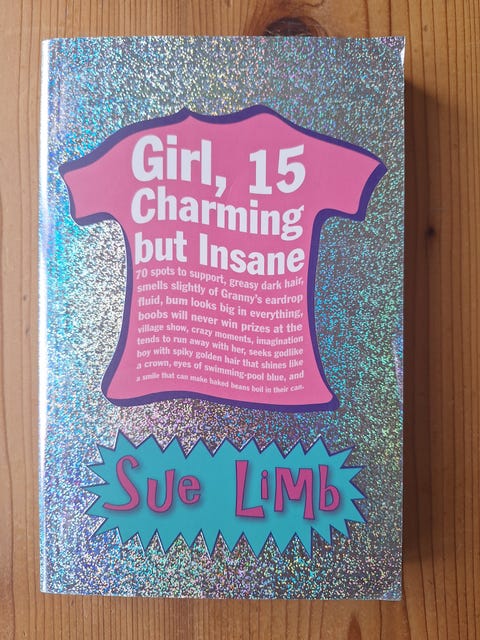 Girl, 15
Charming
but Insane
70 spots to support, greasy dark hair,
smells slightly of Granny's eardrop
fluid, bum looks big in everything,
boobs will never win prizes at the
village show, crazy moments, imagination
tends to run away with her, seeks godlike
boy with spiky golden hair that shines like
a crown, eyes of swimming-pool blue, and
a smile that can make baked beans boil in their can.
Sue Limb